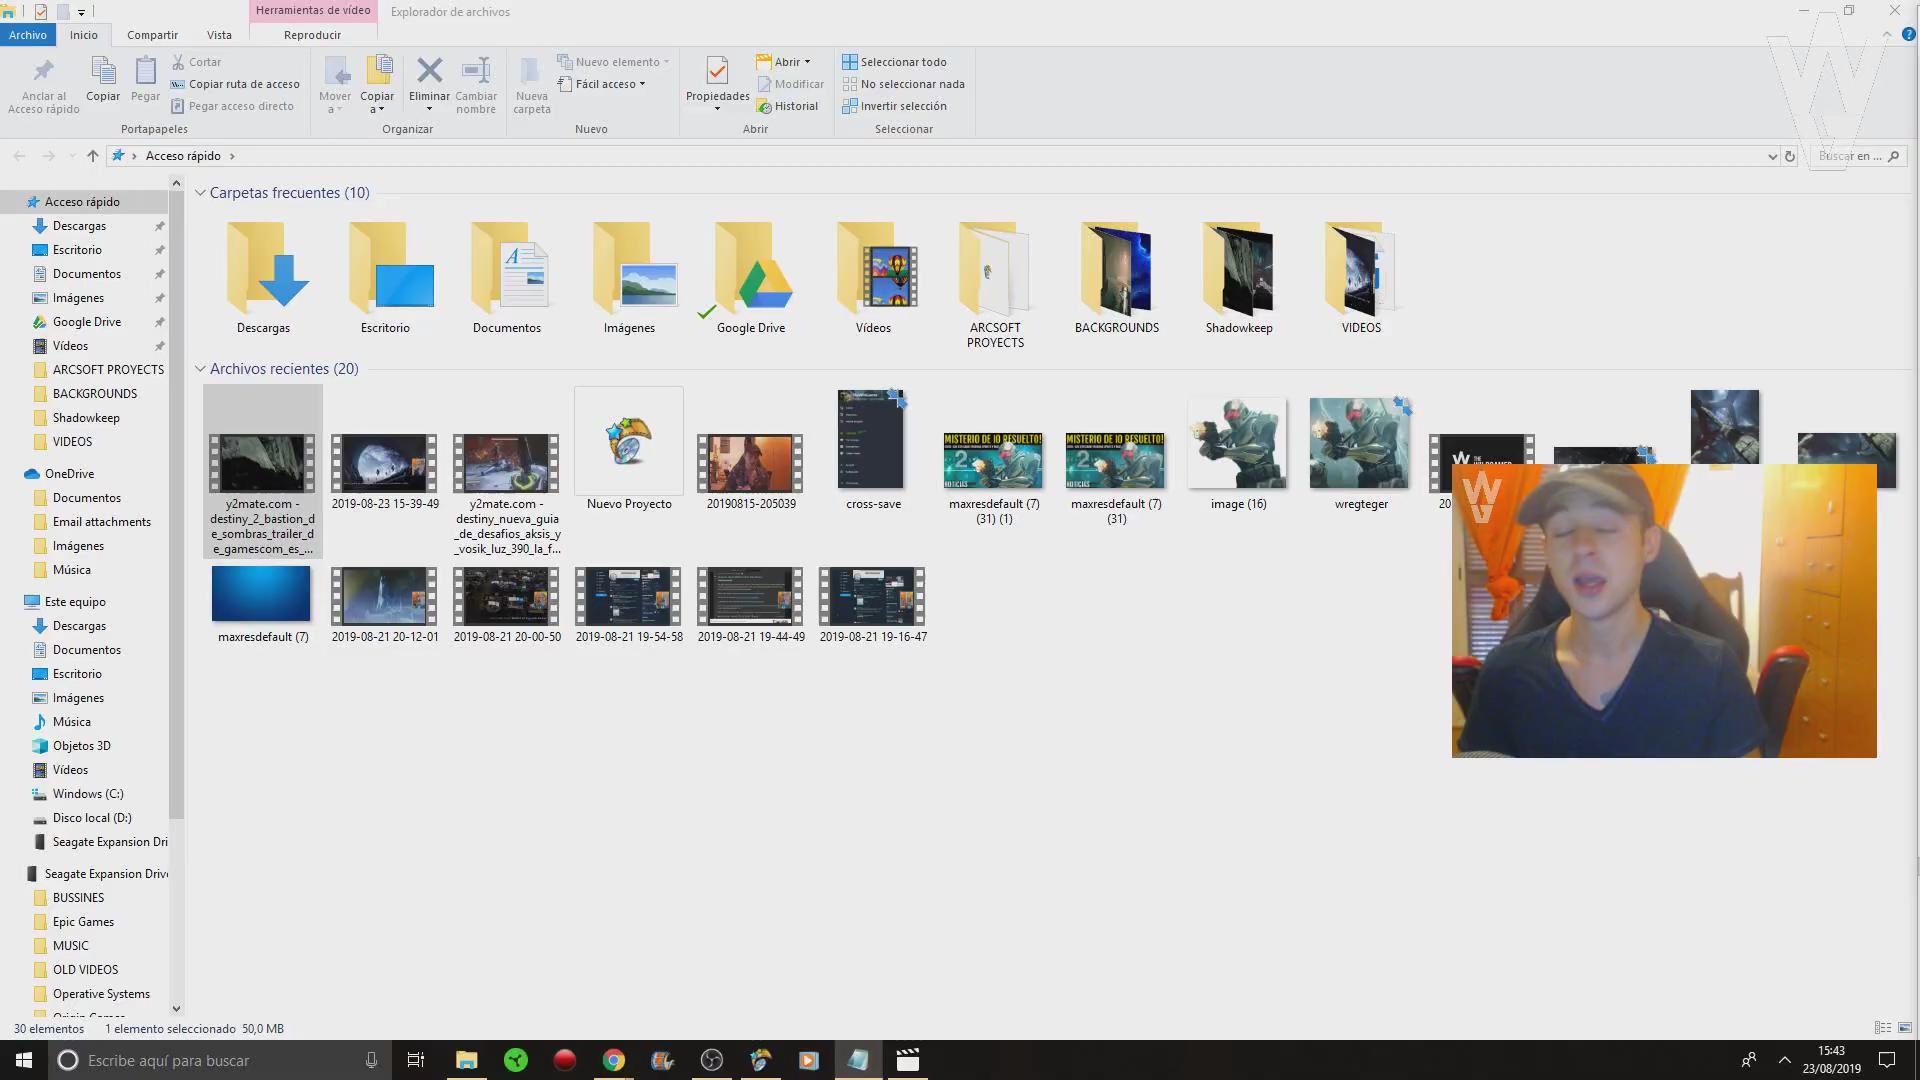 Herramientas de vídeo
Explorador de archivos
Archivo
Inicio
Compartir
Vista
Reproducir
Anclar al
Acceso rápido
Copiar
Pegar
Cortar
Copiar ruta de acceso
Pegar acceso directo
Portapapeles
Mover
a
Copiar
a
Eliminar
Cambiar
nombre
Organizar
Nueva
carpeta
Nuevo elemento
Fácil acceso
Nuevo
Propiedades
Abrir
Modificar
Historial
Abrir
Seleccionar todo
No seleccionar nada
Invertir selección
Seleccionar
Acceso rápido
Buscar en ...
Acceso rápido
Descargas
Escritorio
Documentos
Imágenes
Google Drive
Vídeos
ARCSOFT PROYECTS
BACKGROUNDS
Shadowkeep
VIDEOS
OneDrive
Documentos
Email attachments
Imágenes
Música
Este equipo
Descargas
Documentos
Escritorio
Imágenes
Música
Objetos 3D
Vídeos
Windows (C:)
Disco local (D:)
Seagate Expansion Dri
Seagate Expansion Drive
BUSSINES
Epic Games
MUSIC
OLD VIDEOS
Operative Systems
Carpetas frecuentes (10)
Descargas
Escritorio
Documentos
Imágenes
Google Drive
Vídeos
ARCSOFT
PROYECTS
BACKGROUNDS
Shadowkeep
VIDEOS
Archivos recientes (20)
y2mate.com -
destiny_2_bastion_d
e_sombras_trailer_d
e_gamescom_es_...
2019-08-23 15-39-49
y2mate.com -
destiny_nueva_guia
_de_desafios_aksis_y
_vosik_luz_390_la_f...
Nuevo Proyecto
20190815-205039
cross-save
MISTERIO DE IO RESUELTO!
2
NOTICIAS
maxresdefault (7)
(31) (1)
MISTERIO DE IO RESUELTO!
2
NOTICIAS
maxresdefault (7)
(31)
image (16)
wregteger
20
maxresdefault (7)
2019-08-21 20-12-01
2019-08-21 20-00-50
2019-08-21 19-54-58
2019-08-21 19-44-49
2019-08-21 19-16-47
30 elementos
1 elemento seleccionado 50,0 MB
Escribe aquí para buscar
15:43
23/08/2019